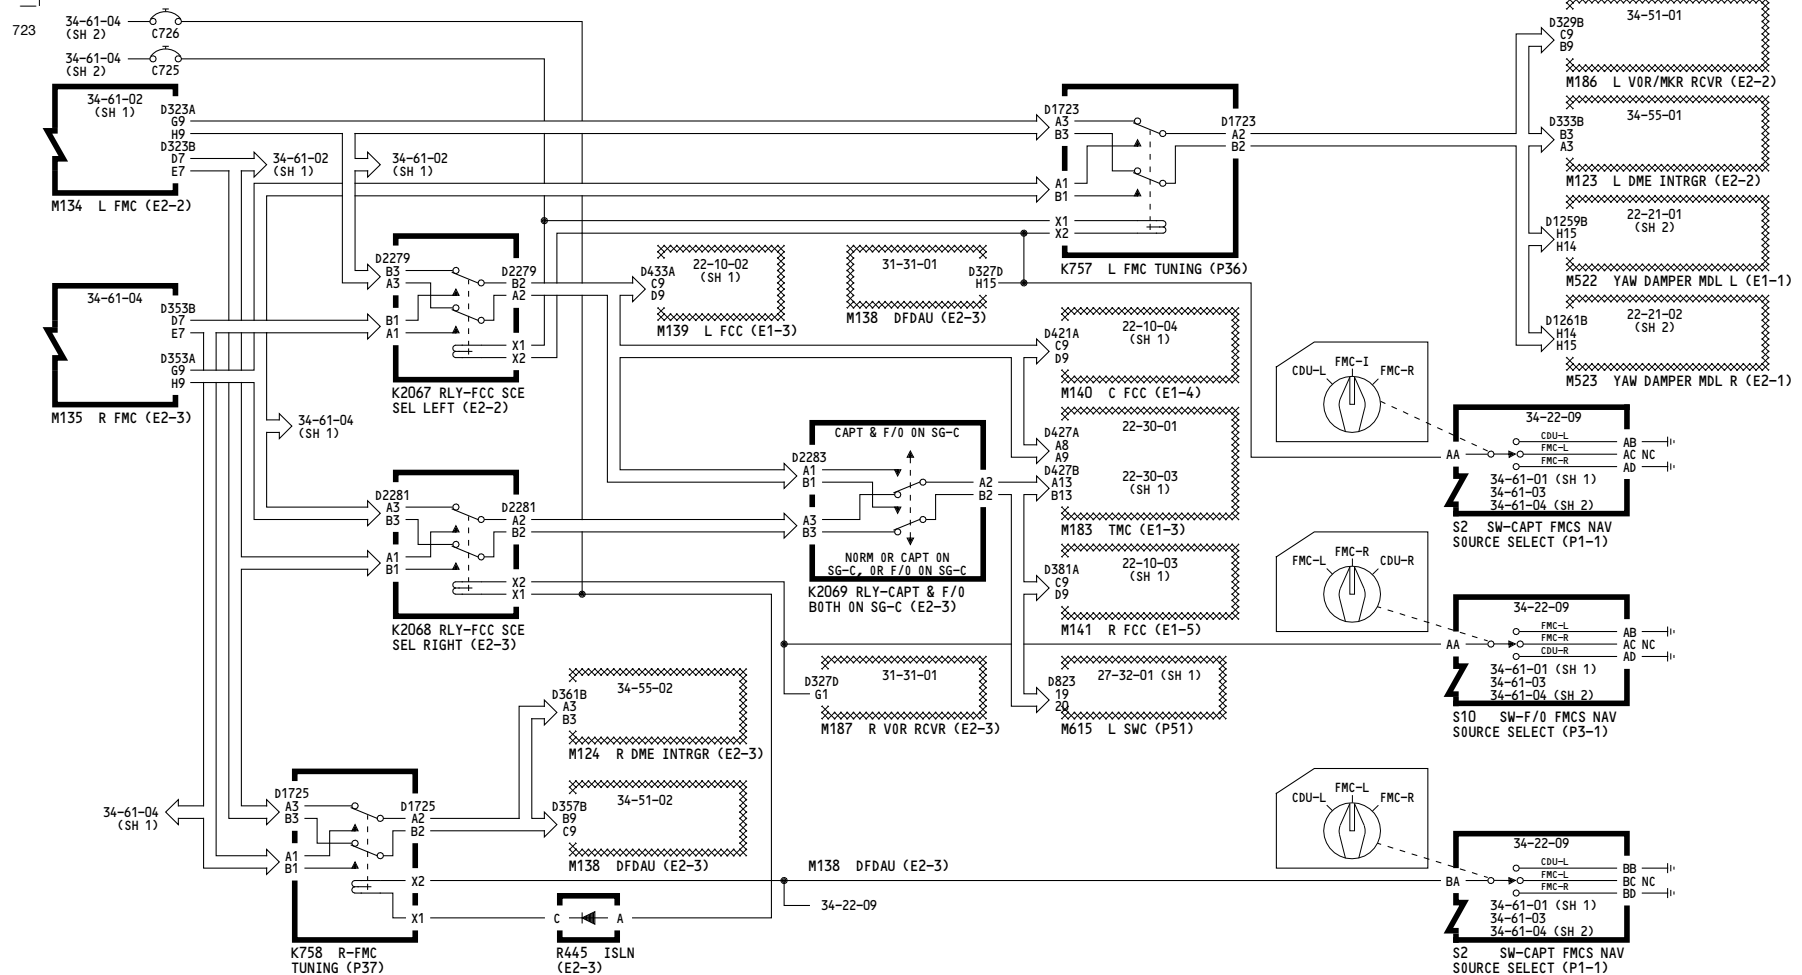 723
34-61-04
(SH 2)
C726
34-61-04
(SH 2)
C725
34-61-02
(SH 1)
D323A
G9
H9
D323B
D7
E7
M134 L FMC (E2-2)
34-61-02
(SH 1)
34-61-02
(SH 1)
34-61-04
D353B
D7
E7
D353A
G9
H9
M135 R FMC (E2-3)
34-61-04
(SH 1)
D2279
B3
A3
B1
A1
D2279
B2
A2
X1
X2
K2067 RLY-FCC SCE
SEL LEFT (E2-2)
D2281
A3
B3
A1
B1
D2281
A2
B2
X2
X1
K2068 RLY-FCC SCE
SEL RIGHT (E2-3)
D433A
C9
D9
22-10-02
(SH 1)
M139 L FCC (E1-3)
31-31-01
D327D
H15
M138 DFDAU (E2-3)
D1723
A3
B3
A1
B1
X1
X2
D1723
A2
B2
K757 L FMC TUNING (P36)
34-51-01
D329B
C9
B9
M186 L VOR/MKR RCVR (E2-2)
34-55-01
D333B
B3
A3
M123 L DME INTRGR (E2-2)
22-21-01
(SH 2)
D1259B
H15
H14
M522 YAW DAMPER MDL L (E1-1)
22-21-02
(SH 2)
D1261B
H14
H15
M523 YAW DAMPER MDL R (E2-1)
D421A
C9
D9
22-10-04
(SH 1)
M140 C FCC (E1-4)
D427A
A8
A9
D427B
A13
B13
22-30-01
22-30-03
(SH 1)
M183 TMC (E1-3)
D381A
C9
D9
22-10-03
(SH 1)
M141 R FCC (E1-5)
D823
19
20
27-32-01 (SH 1)
M615 L SWC (P51)
CAPT & F/O ON SG-C
D2283
A1
B1
A3
B3
A2
B2
NORM OR CAPT ON
SG-C, OR F/O ON SG-C
K2069 RLY-CAPT & F/O
BOTH ON SG-C (E2-3)
D327D
G1
31-31-01
M187 R VOR RCVR (E2-3)
D361B
A3
B3
34-55-02
M124 R DME INTRGR (E2-3)
D357B
B9
C9
34-51-02
M138 DFDAU (E2-3)
M138 DFDAU (E2-3)
34-22-09
34-61-04
(SH 1)
D1725
A3
B3
A1
B1
D1725
A2
B2
X2
X1
K758 R-FMC
TUNING (P37)
C
A
R445 ISLN
(E2-3)
CDU-L
FMC-I
FMC-R
34-22-09
AA
CDU-L
FMC-L
FMC-R
AB
AC NC
AD
34-61-01 (SH 1)
34-61-03
34-61-04 (SH 2)
S2 SW-CAPT FMCS NAV
SOURCE SELECT (P1-1)
FMC-L
FMC-R
CDU-R
34-22-09
AA
FMC-L
FMC-R
CDU-R
AB
AC NC
AD
34-61-01 (SH 1)
34-61-03
34-61-04 (SH 2)
S10 SW-F/O FMCS NAV
SOURCE SELECT (P3-1)
CDU-L
FMC-L
FMC-R
34-22-09
BA
CDU-L
FMC-L
FMC-R
BB
BC NC
BD
34-61-01 (SH 1)
34-61-03
34-61-04 (SH 2)
S2 SW-CAPT FMCS NAV
SOURCE SELECT (P1-1)